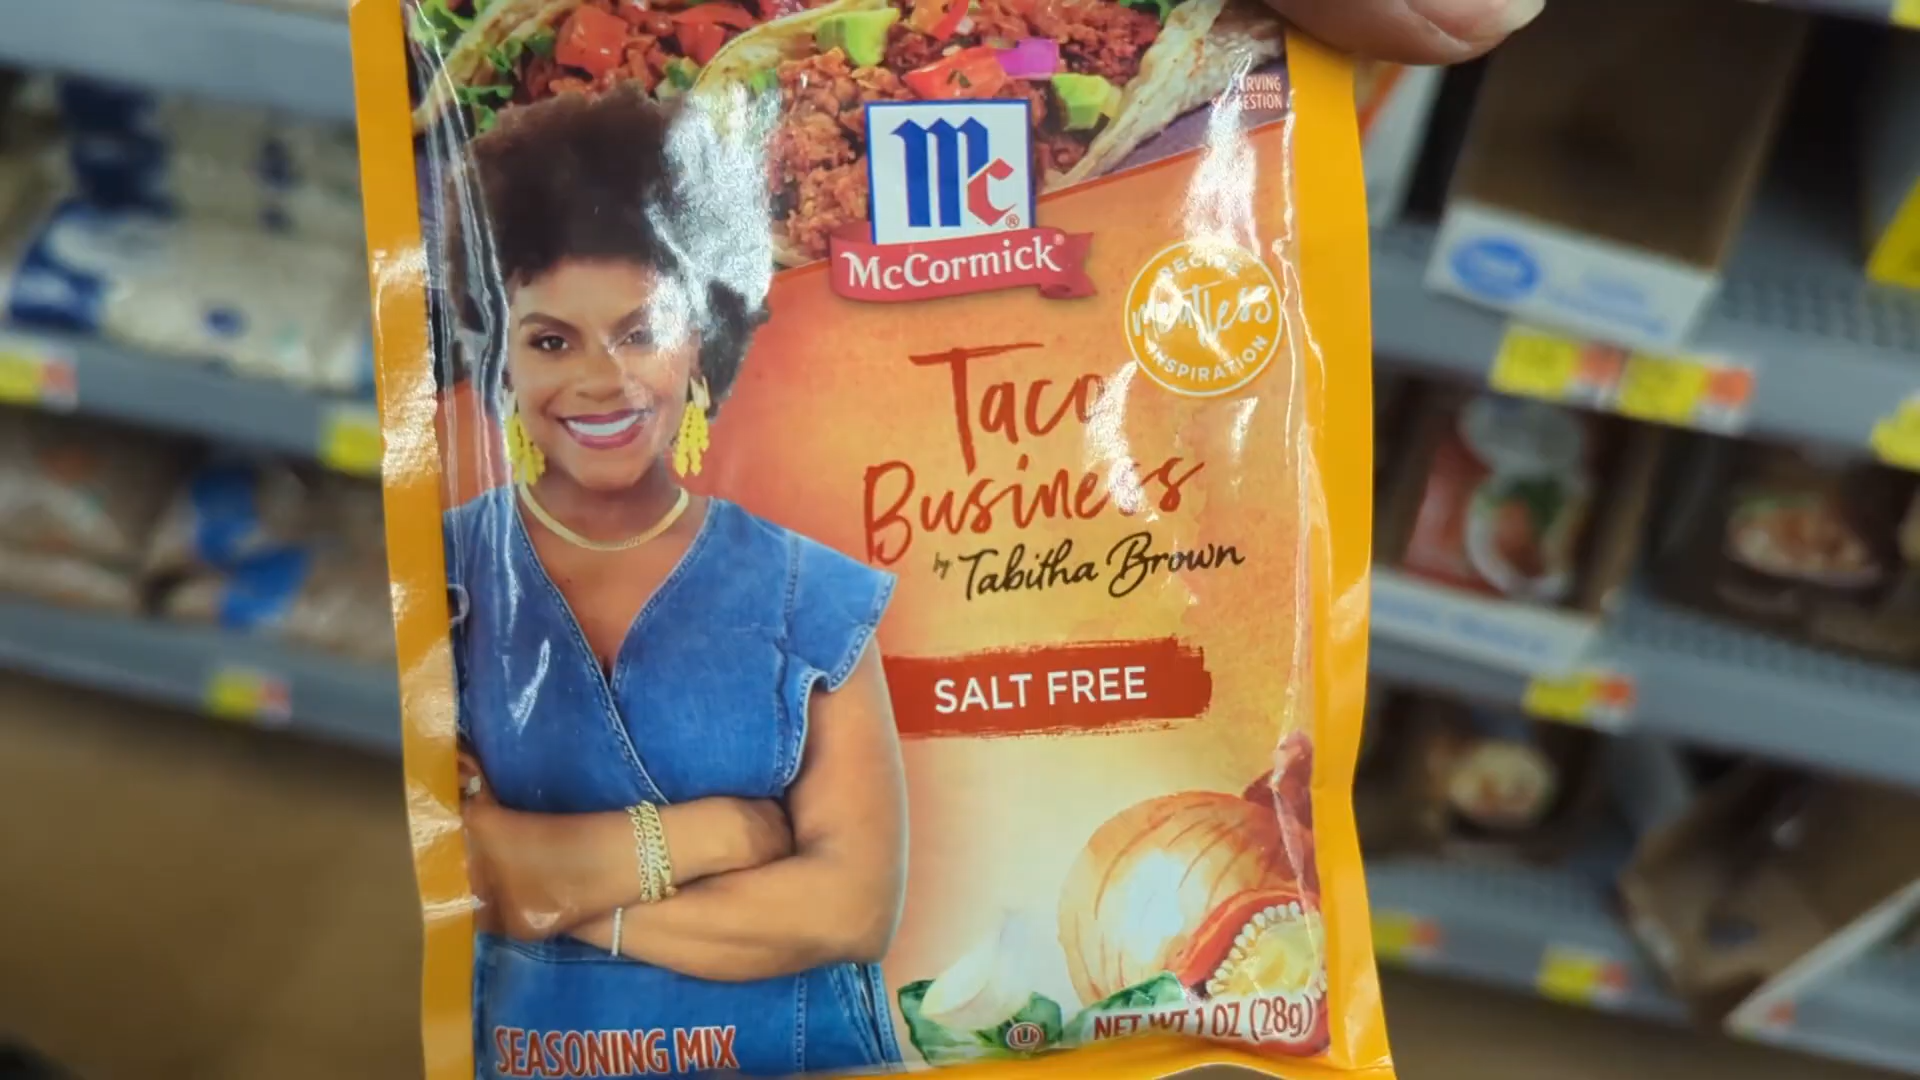 SERVING
SUGGESTION
Mc®
McCormick®
RECIPE
meatless
INSPIRATION
Taco
Business
by Tabitha Brown
SALT FREE
U
NET WT 1 OZ (28g)
SEASONING MIX